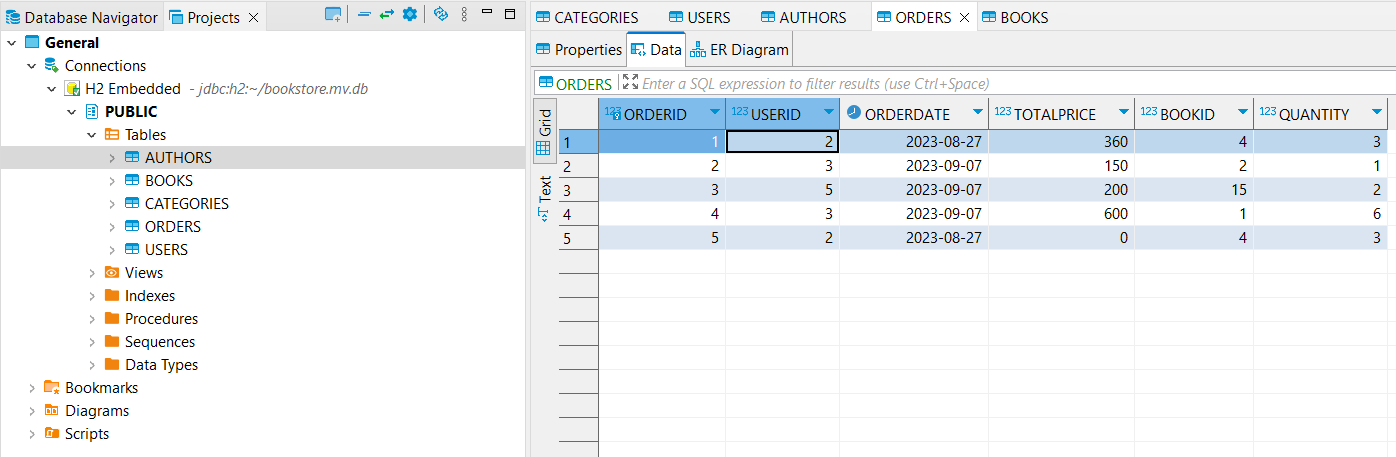 Database Navigator Projects
General
Connections
H2 Embedded - jdbc:h2:~/bookstore.mv.db
PUBLIC
Tables
AUTHORS
BOOKS
CATEGORIES
ORDERS
USERS
Views
Indexes
Procedures
Sequences
Data Types
Bookmarks
Diagrams
Scripts
CATEGORIES USERS AUTHORS ORDERS BOOKS
Properties Data ER Diagram
ORDERS Enter a SQL expression to filter results (use Ctrl+Space)
Grid
Text
123 ORDERID 123 USERID ORDERDATE 123 TOTALPRICE 123 BOOKID 123 QUANTITY
1 1 2 2023-08-27 360 4 3
2 2 3 2023-09-07 150 2 1
3 3 5 2023-09-07 200 15 2
4 4 3 2023-09-07 600 1 6
5 5 2 2023-08-27 0 4 3